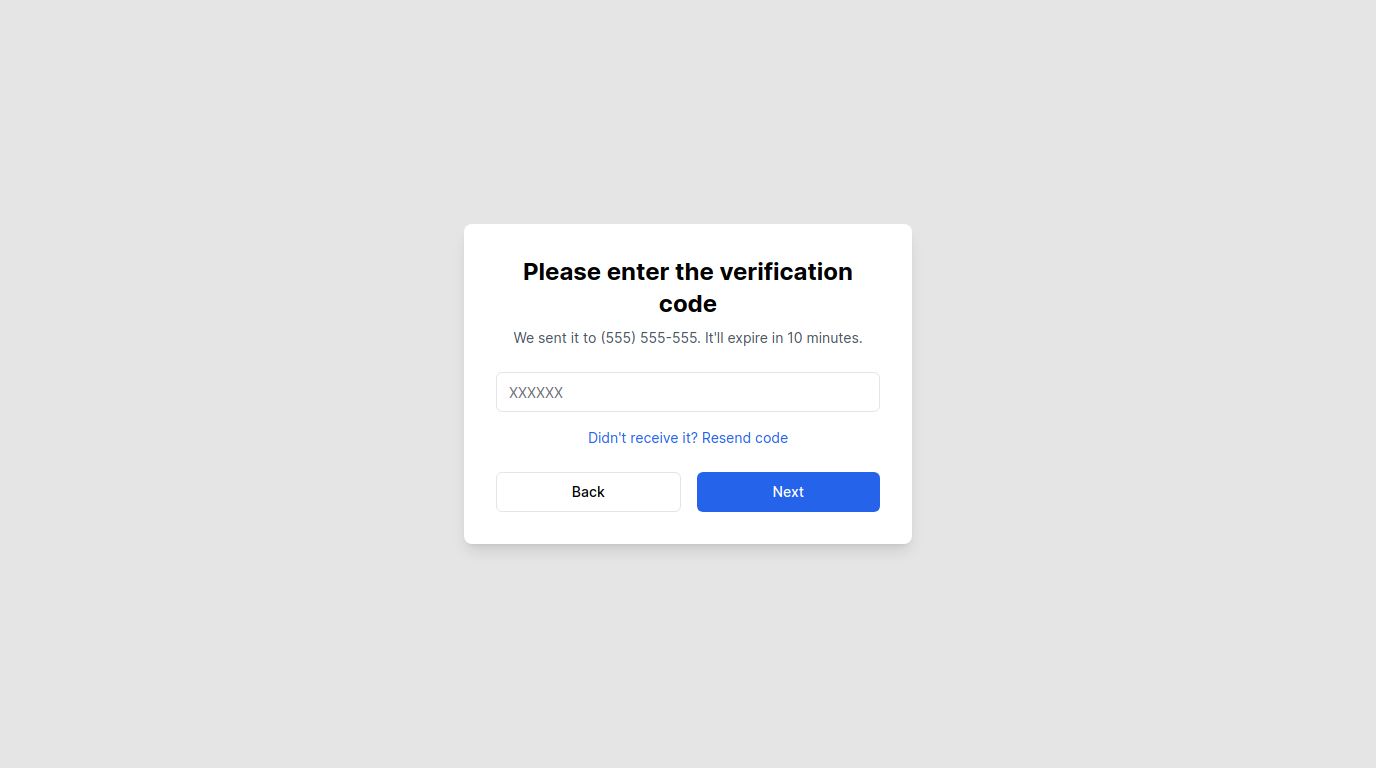 Please enter the verification
code
We sent it to (555) 555-555. It'll expire in 10 minutes.
XXXXXX
Didn't receive it? Resend code
Back
Next